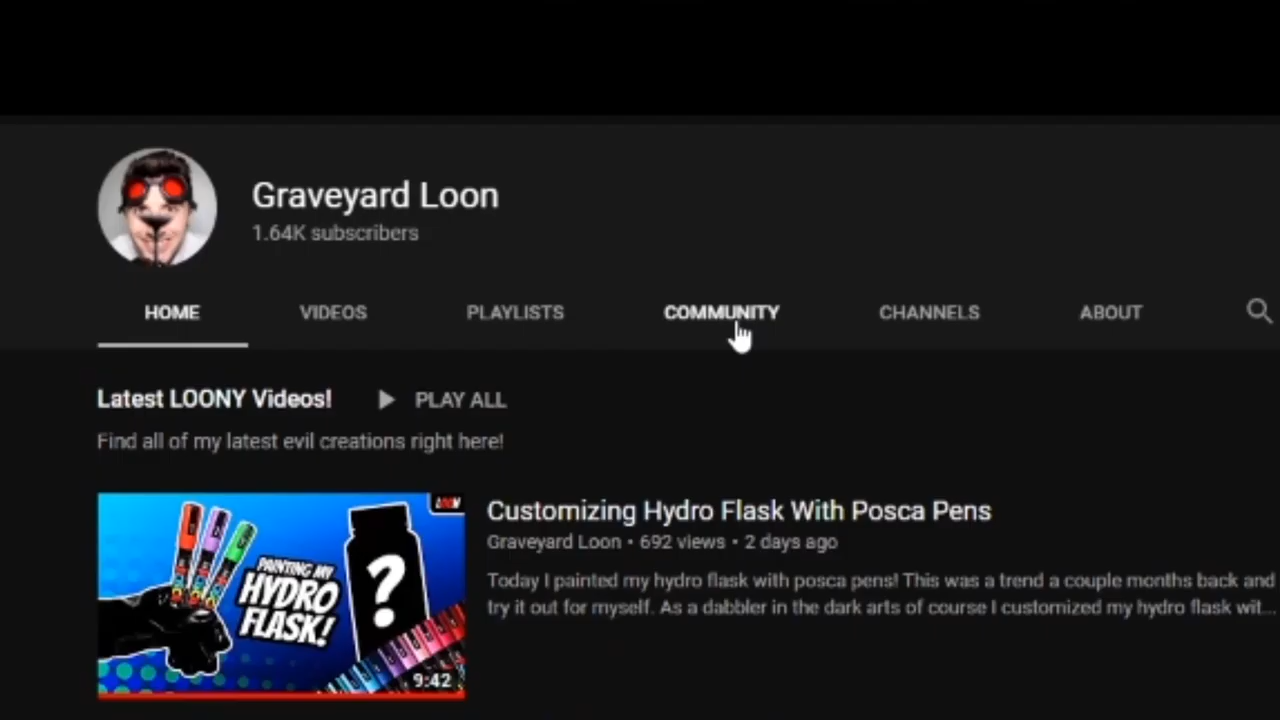 Graveyard Loon
1.64K subscribers
HOME VIDEOS PLAYLISTS COMMUNITY CHANNELS ABOUT
Latest LOONY Videos! PLAY ALL
Find all of my latest evil creations right here!
LOON
PAINTING MY
HYDRO
FLASK!
?
9:42
Customizing Hydro Flask With Posca Pens
Graveyard Loon • 692 views • 2 days ago
Today I painted my hydro flask with posca pens! This was a trend a couple months back and
try it out for myself. As a dabbler in the dark arts of course I customized my hydro flask wit...